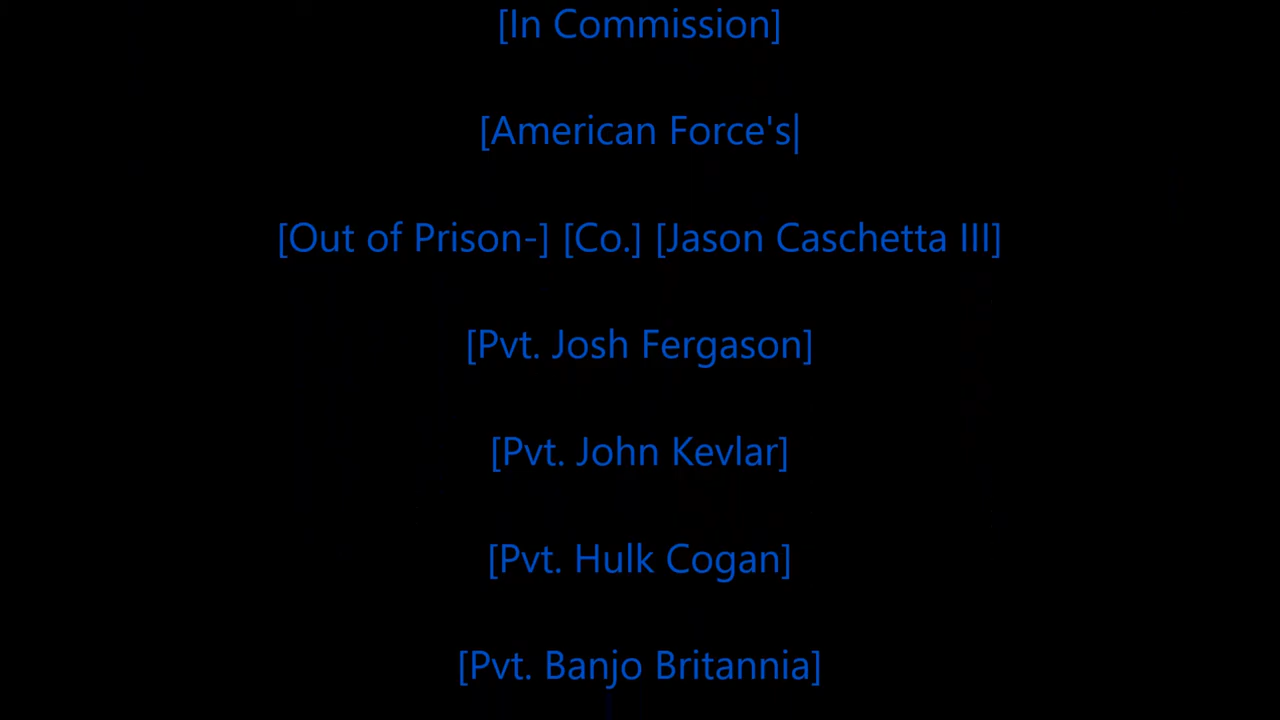 [In Commission]
[American Force's|
[Out of Prison-] [Co.] [Jason Caschetta III]
[Pvt. Josh Fergason]
[Pvt. John Kevlar]
[Pvt. Hulk Cogan]
[Pvt. Banjo Britannia]